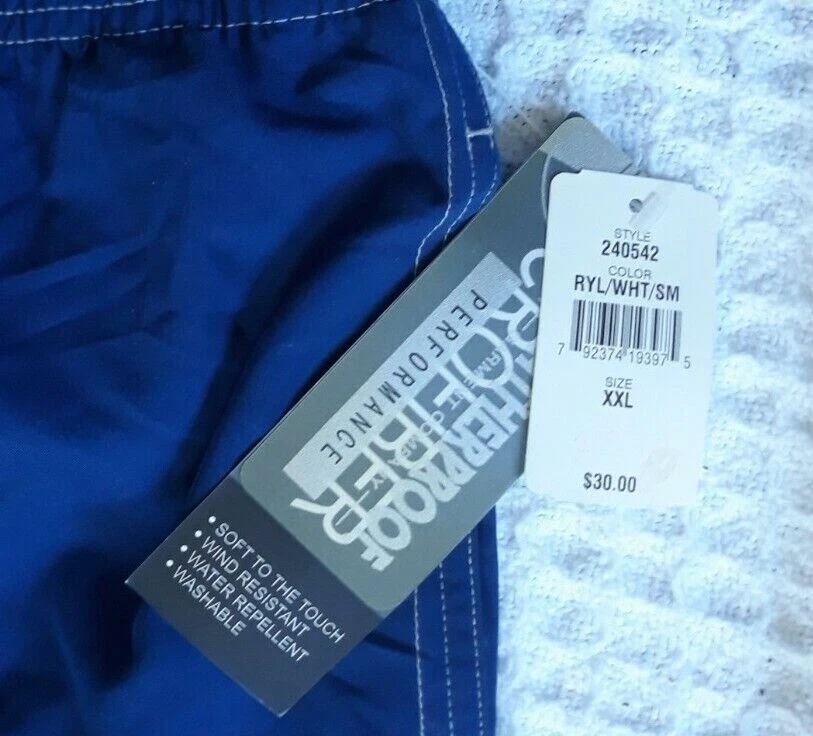 STYLE
240542
COLOR
RYL/WHT/SM
7 92374 19397 5
SIZE
XXL
$30.00
PERFORMANCE
• SOFT TO THE TOUCH
• WIND RESISTANT
• WATER REPELLENT
• WASHABLE